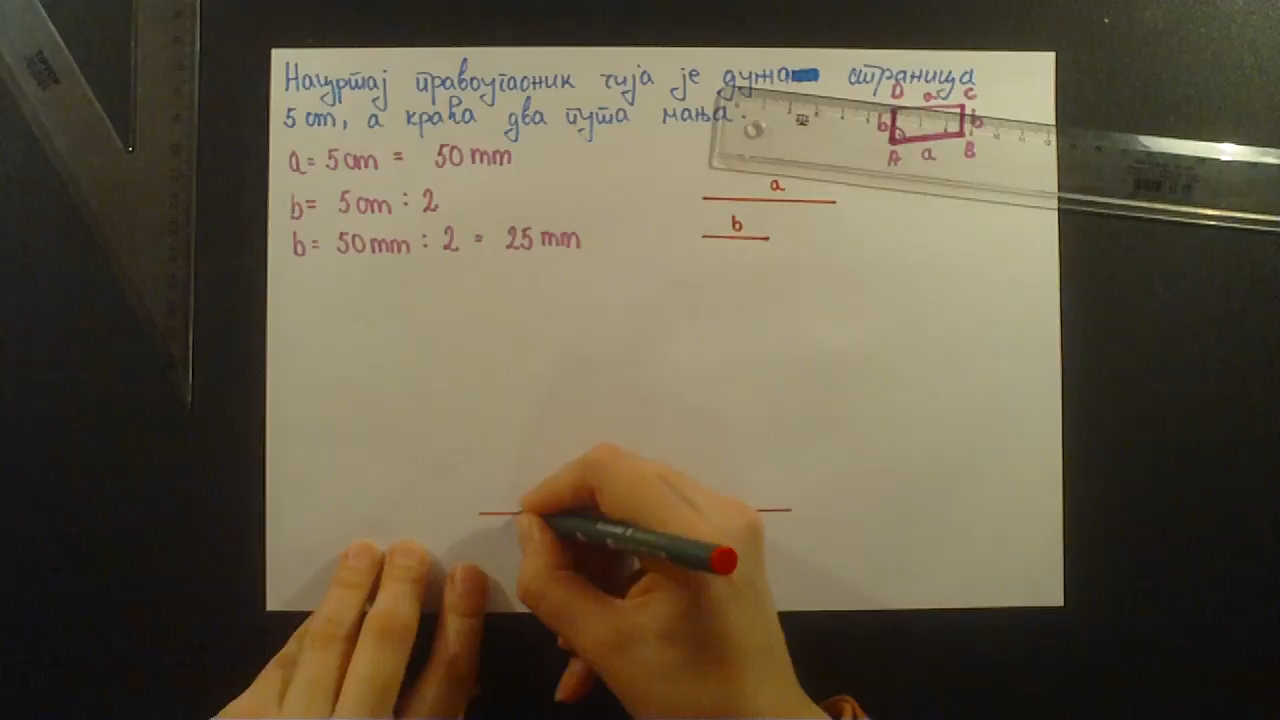 Нацртај правоугаоник чија је дужа страница
5 cm, а краћа два пута мања.
a = 5 cm = 50 mm
b = 5 cm : 2
b = 50 mm : 2 = 25 mm
D a C
b b
A a B
a
b